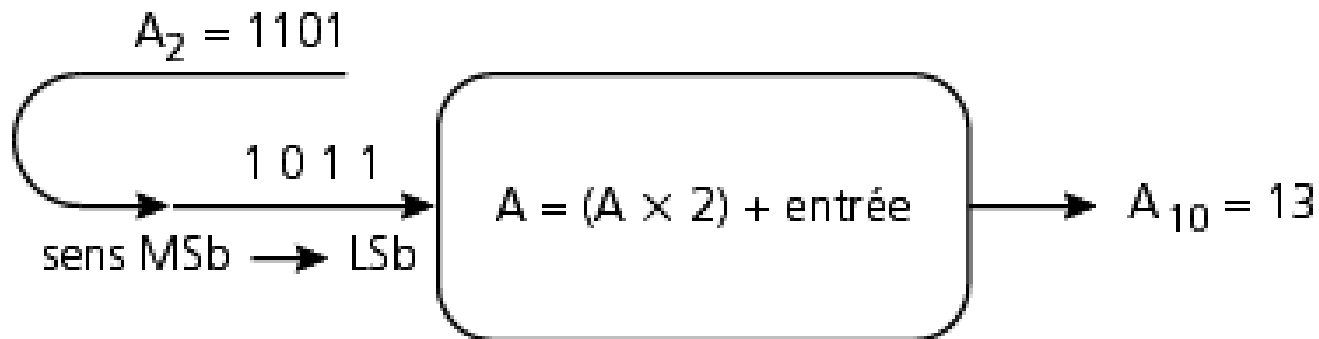 A2 = 1101
1 0 1 1
sens MSb → LSb
A = (A × 2) + entrée
A10 = 13